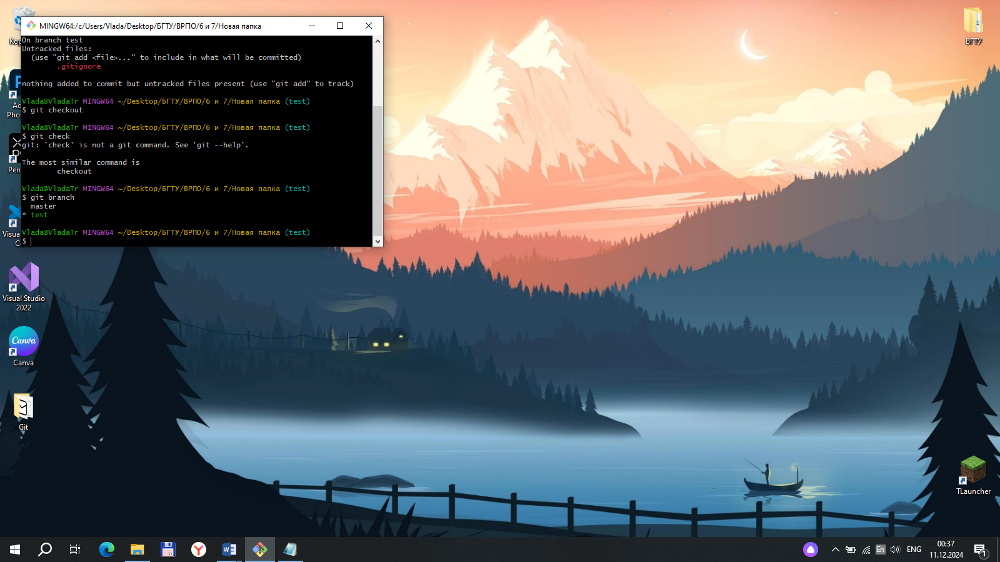 MINGW64:/c/Users/Vlada/Desktop/БГТУ/ВРПО/6 и 7/Новая папка
On branch test
Untracked files:
  (use "git add <file>..." to include in what will be committed)
        .gitignore
nothing added to commit but untracked files present (use "git add" to track)
Vlada@VladaTr MINGW64 ~/Desktop/БГТУ/ВРПО/6 и 7/Новая папка (test)
$ git checkout
Vlada@VladaTr MINGW64 ~/Desktop/БГТУ/ВРПО/6 и 7/Новая папка (test)
$ git check
git: 'check' is not a git command. See 'git --help'.
The most similar command is
        checkout
Vlada@VladaTr MINGW64 ~/Desktop/БГТУ/ВРПО/6 и 7/Новая папка (test)
$ git branch
  master
* test
Vlada@VladaTr MINGW64 ~/Desktop/БГТУ/ВРПО/6 и 7/Новая папка (test)
$
Visual Studio
2022
Canva
Canva
Git
БГТУ
TLauncher
En
ENG
00:37
11.12.2024
1